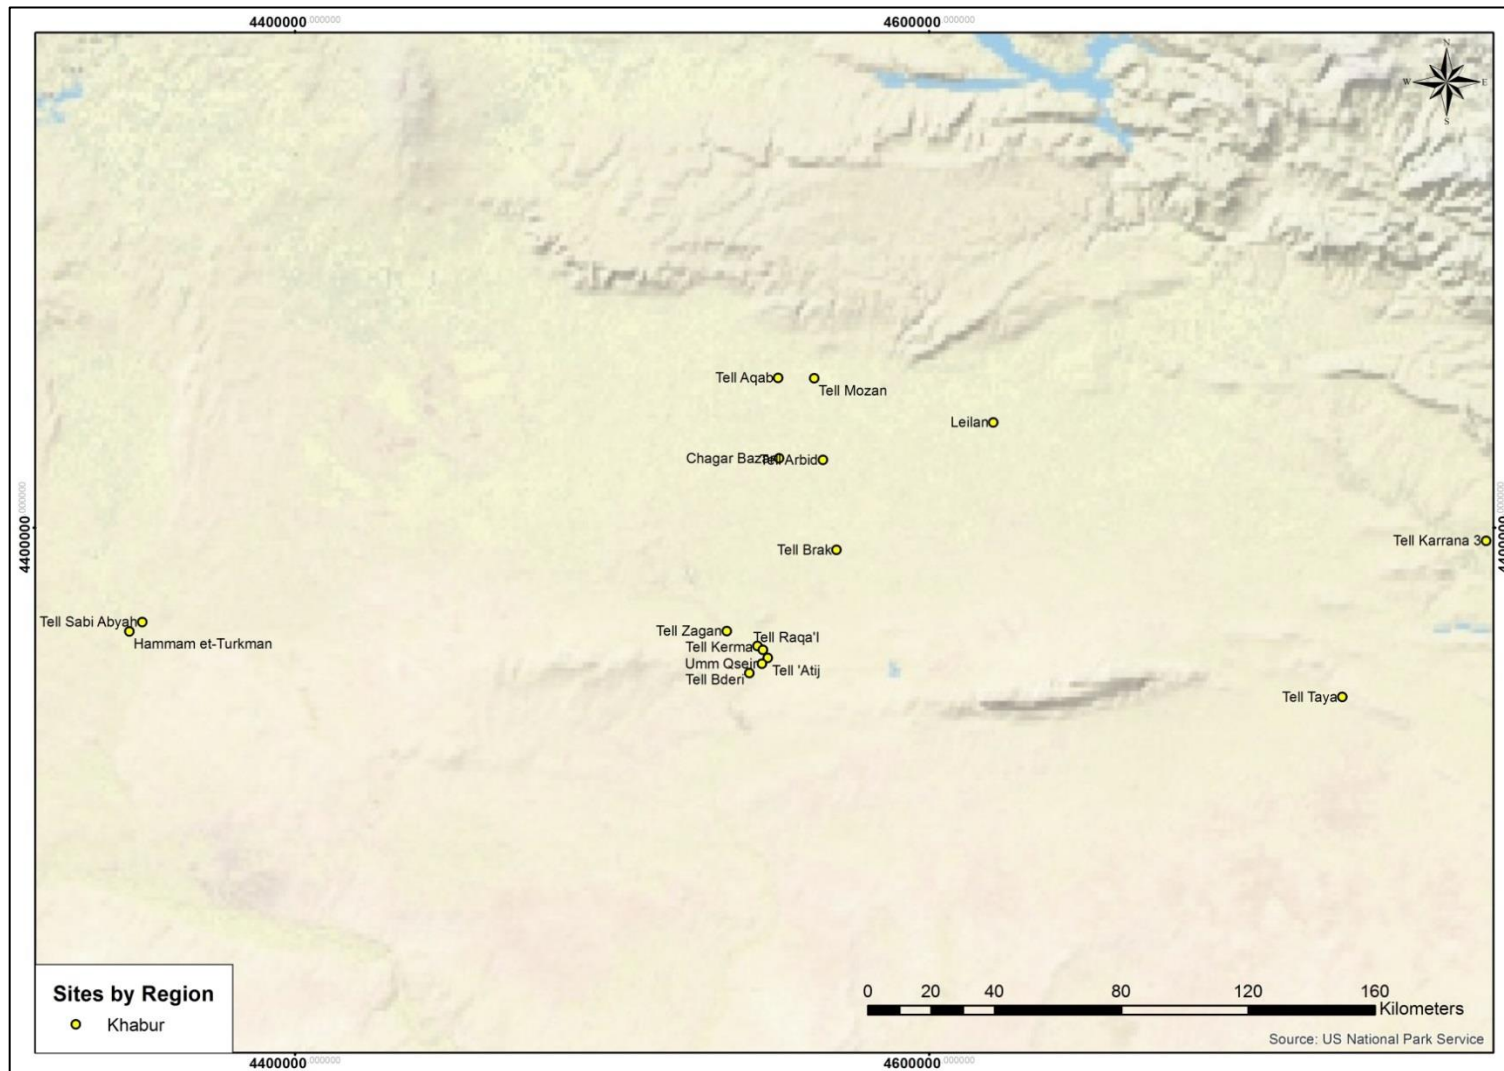 4400000.000000
4600000.000000
N
W
E
S
Tell Aqab
Tell Mozan
Leilan
Chagar Bazar
Tell Arbid
4400000.000000
4400000.000000
Tell Karrana 3
Tell Brak
Tell Sabi Abyah
Hammam et-Turkman
Tell Zagan
Tell Raqa'I
Tell Kerma
Umm Qseir
Tell 'Atij
Tell Bderi
Tell Taya
Sites by Region
Khabur
0 20 40 80 120 160
Kilometers
Source: US National Park Service
4400000.000000
4600000.000000